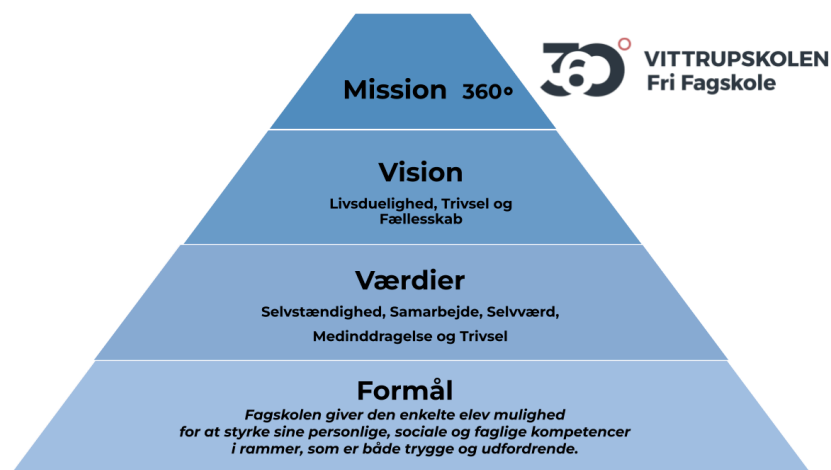 Mission 360°
360° VITTRUPSKOLEN
Fri Fagskole
Vision
Livsduelighed, Trivsel og
Fællesskab
Værdier
Selvstændighed, Samarbejde, Selvværd,
Medinddragelse og Trivsel
Formål
Fagskolen giver den enkelte elev mulighed
for at styrke sine personlige, sociale og faglige kompetencer
i rammer, som er både trygge og udfordrende.